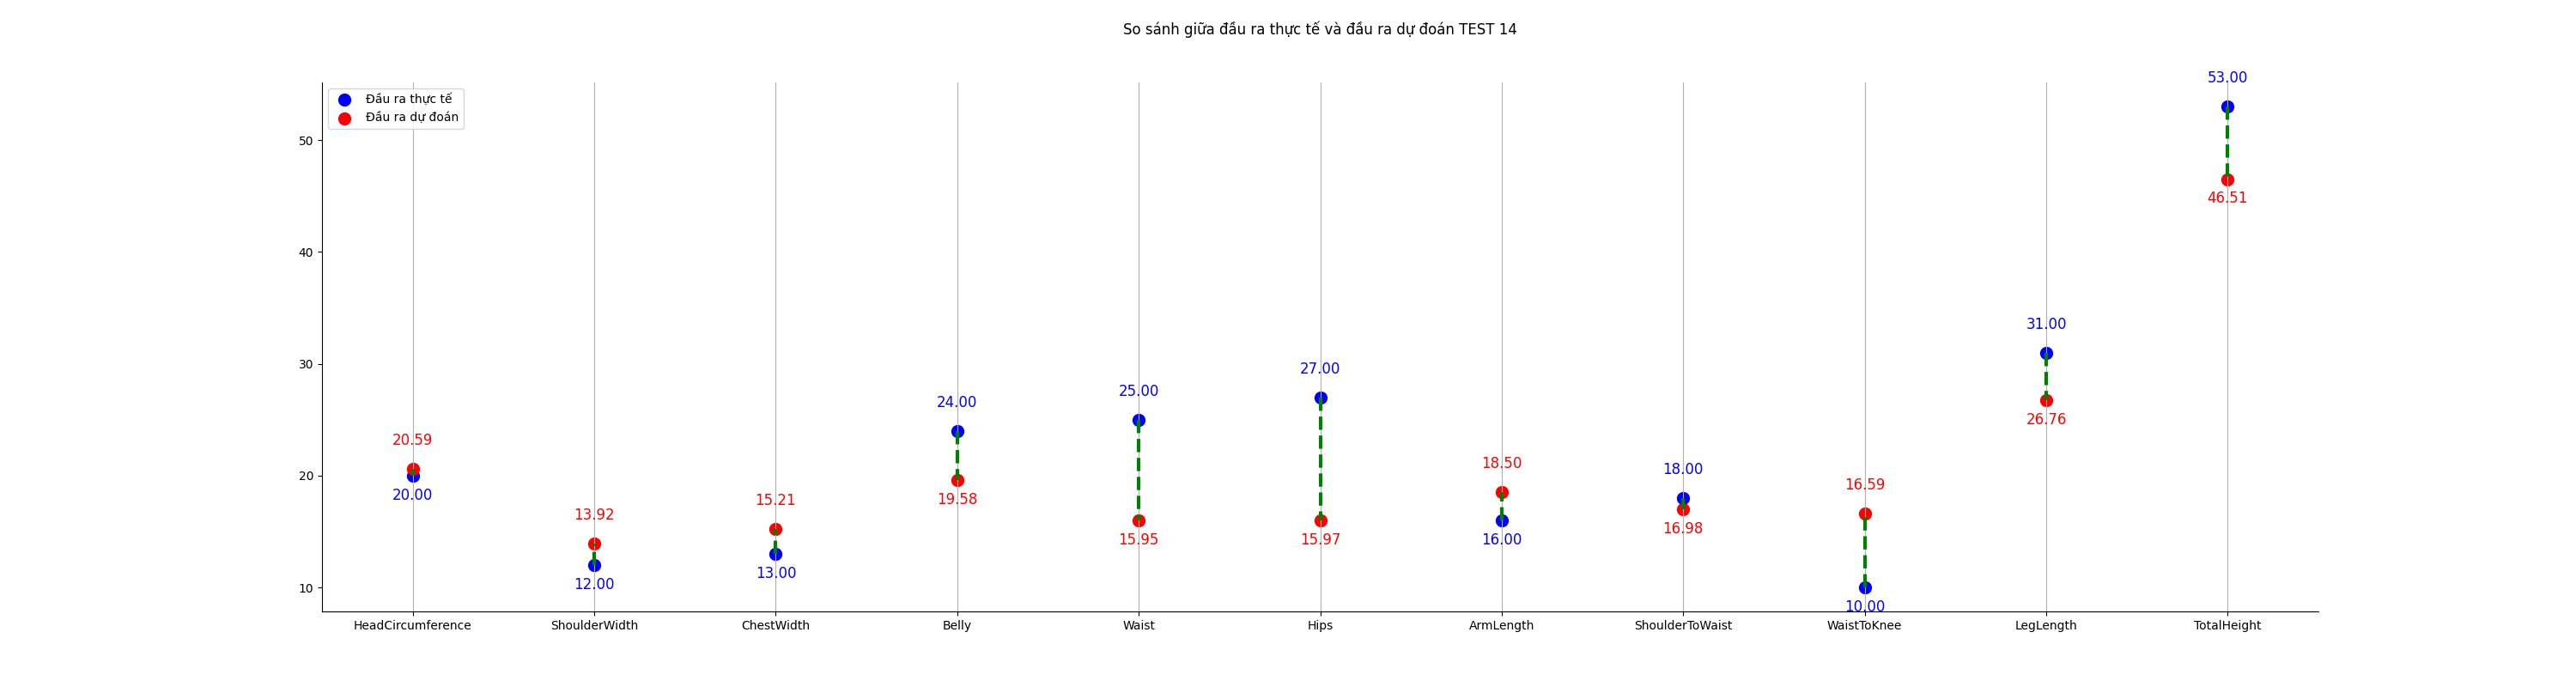 So sánh giữa đầu ra thực tế và đầu ra dự đoán TEST 14
Đầu ra thực tế
Đầu ra dự đoán
50
40
30
20
10
20.59
20.00
13.92
12.00
15.21
13.00
24.00
19.58
25.00
15.95
27.00
15.97
18.50
16.00
18.00
16.98
16.59
10.00
31.00
26.76
53.00
46.51
HeadCircumference
ShoulderWidth
ChestWidth
Belly
Waist
Hips
ArmLength
ShoulderToWaist
WaistToKnee
LegLength
TotalHeight